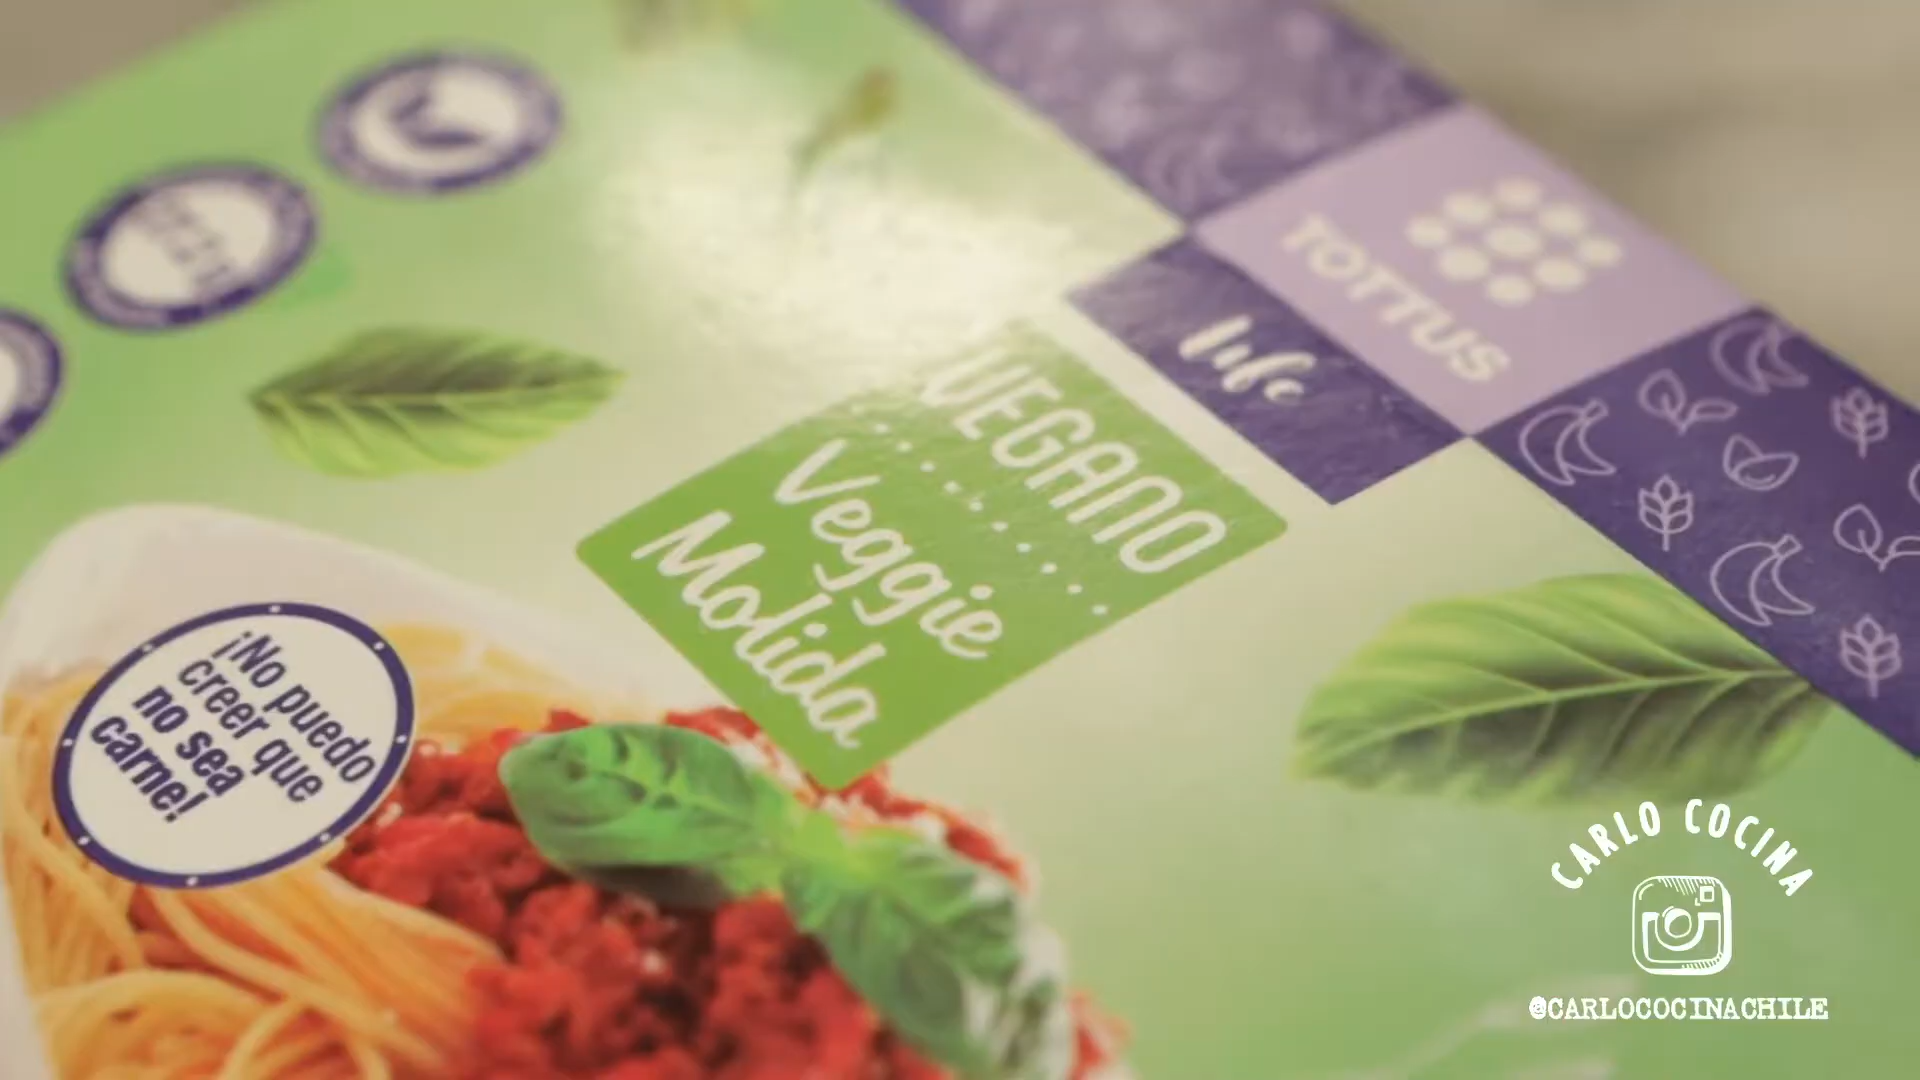 TOTTUS
life
VEGANO
Veggie
Molida
¡No puedo
creer que
no sea
carne!
CARLO COCINA
@CARLOCOCINACHILE